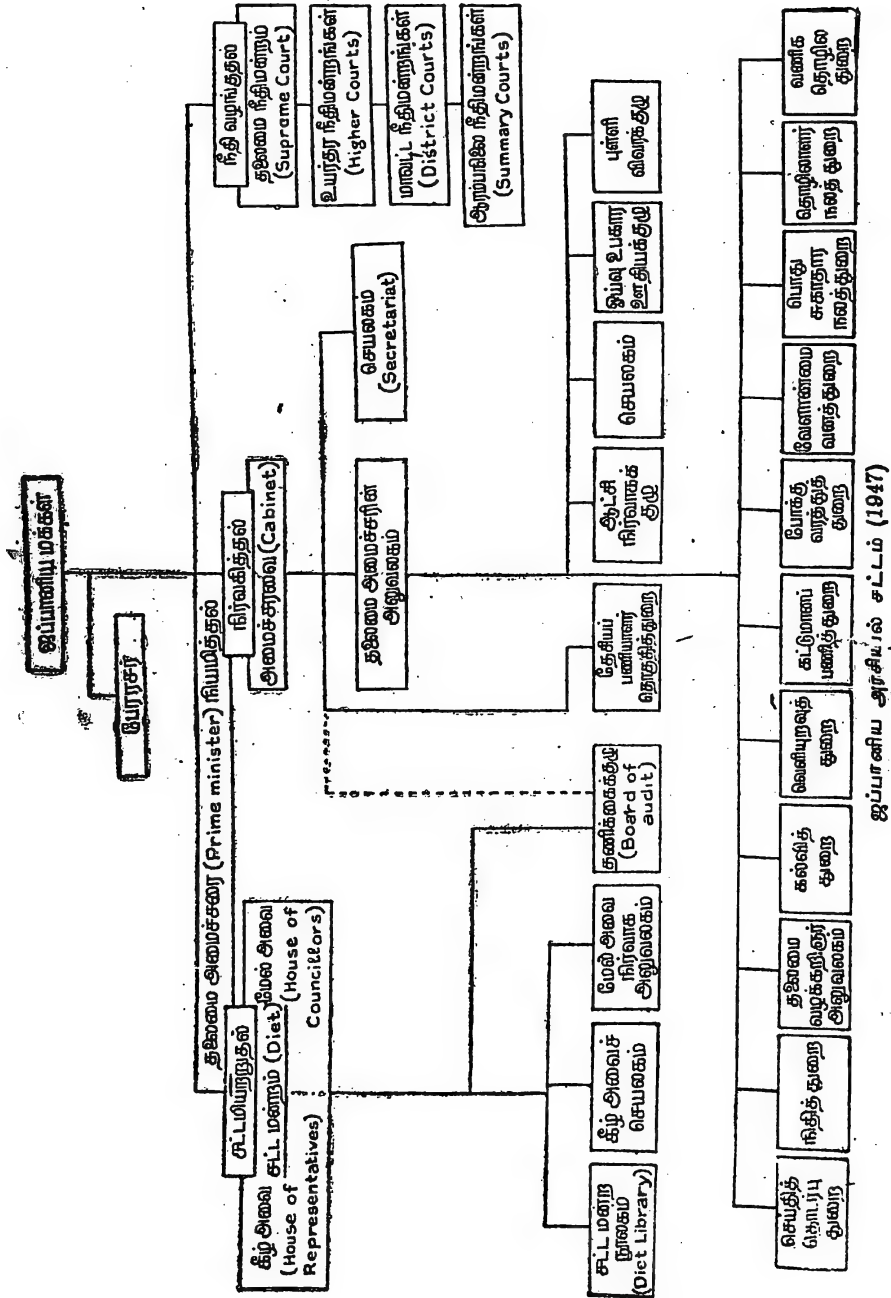 ஜப்பானிய மக்கள்
பேரரசர்
தலைமை அமைச்சரை (Prime minister) நியமித்தல்
சட்டமியற்றுதல்
கீழ் அவை சட்ட மன்றம் (Diet) மேல் அவை
(House of Representatives)
(House of Councillors)
நிர்வகித்தல்
அமைச்சரவை (Cabinet)
நீதி வழங்குதல்
தலைமை நீதிமன்றம்
(Supreme Court)
உயர்தர நீதிமன்றங்கள்
(Higher Courts)
மாவட்ட நீதிமன்றங்கள்
(District Courts)
ஆரம்பநிலை நீதிமன்றங்கள்
(Summary Courts)
தலைமை அமைச்சரின்
அலுவலகம்
செயலகம்
(Secretariat)
சட்ட மன்ற
நூலகம்
(Diet Library)
கீழ் அவைச்
செயலகம்
மேல் அவை
நிர்வாக
அலுவலகம்
தணிக்கைக்குழு
(Board of
audit)
தேசியப்
பணியாளர்
தொகுதித்துறை
ஆட்சி
நிர்வாகக்
குழு
செயலகம்
ஓய்வு உபகார
ஊதியக்குழு
புள்ளி
விவரக்குழு
செய்தித்
தொடர்பு
துறை
நிதித் துறை
தலைமை
வழக்கறிஞர்
அலுவலகம்
கல்வித்
துறை
வெளியுறவுத்
துறை
கட்டுமானப்
பணித்துறை
போக்கு
வரத்துத்
துறை
வேளாண்மை
வனத்துறை
பொது
சுகாதார
நலத்துறை
தொழிலாளர்
நலத் துறை
வணிக
தொழில்
துறை
ஜப்பானிய அரசியல் சட்டம் (1947)